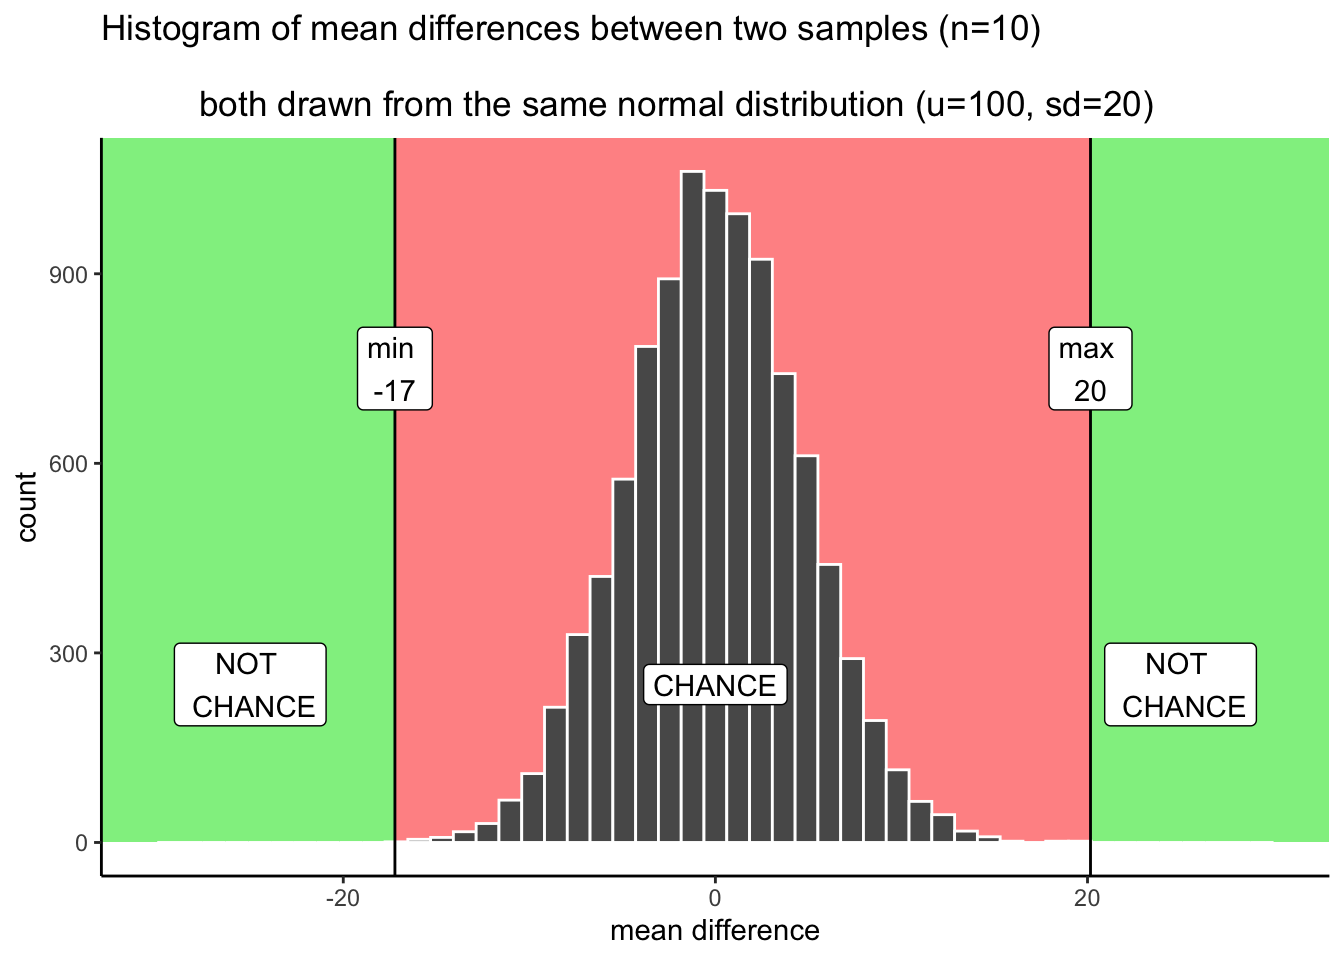 Histogram of mean differences between two samples (n=10)
both drawn from the same normal distribution (u=100, sd=20)
900
600
300
0
count
min
-17
max
20
NOT
CHANCE
CHANCE
NOT
CHANCE
-20
0
20
mean difference